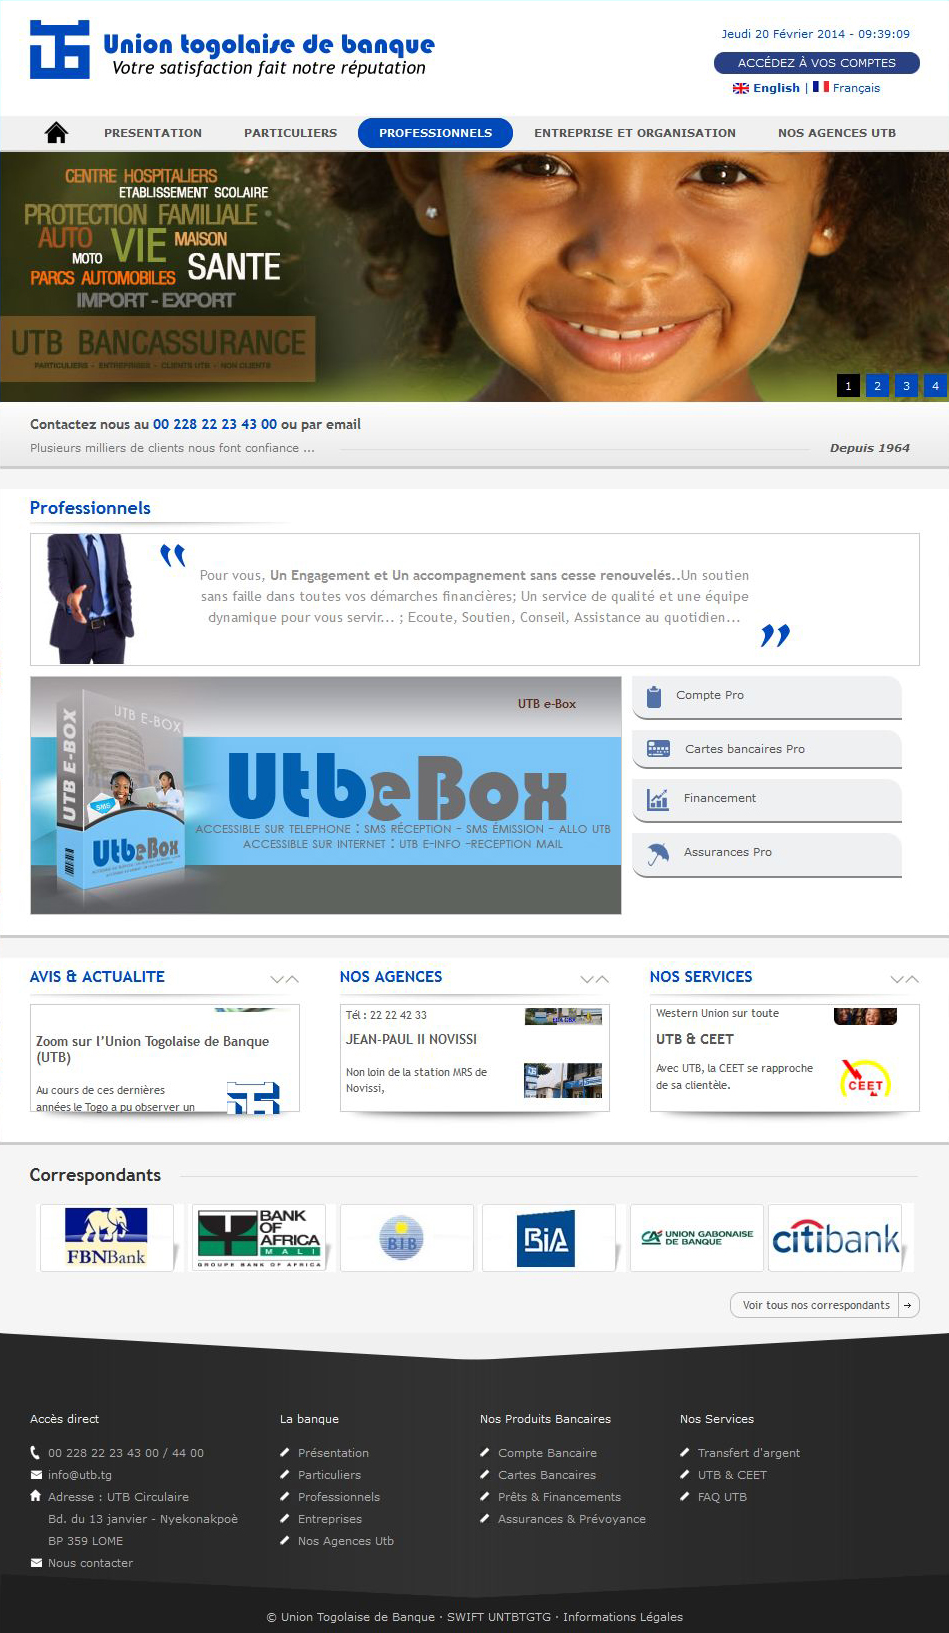 Union togolaise de banque
Votre satisfaction fait notre réputation
Jeudi 20 Février 2014 - 09:39:09
ACCÉDEZ À VOS COMPTES
English | Français
PRESENTATION PARTICULIERS PROFESSIONNELS ENTREPRISE ET ORGANISATION NOS AGENCES UTB
CENTRE HOSPITALIERS
ETABLISSEMENT SCOLAIRE
PROTECTION FAMILIALE
AUTO VIE MAISON
MOTO SANTE
PARCS AUTOMOBILES
IMPORT - EXPORT
UTB BANCASSURANCE
PARTICULIERS - ENTREPRISES - CLIENTS UTB - NON CLIENTS
1 2 3 4
Contactez nous au 00 228 22 23 43 00 ou par email
Plusieurs milliers de clients nous font confiance ...
Depuis 1964
Professionnels
Pour vous, Un Engagement et Un accompagnement sans cesse renouvelés..Un soutien
sans faille dans toutes vos démarches financières; Un service de qualité et une équipe
dynamique pour vous servir... ; Ecoute, Soutien, Conseil, Assistance au quotidien...
UTB e-Box
UTB E-BOX
UTB E-BOX
SMS
UtbeBox
UtbeBox
ACCESSIBLE SUR TELEPHONE : SMS RÉCEPTION - SMS ÉMISSION - ALLO UTB
ACCESSIBLE SUR INTERNET : UTB E-INFO -RECEPTION MAIL
Compte Pro
Cartes bancaires Pro
Financement
Assurances Pro
AVIS & ACTUALITE
Zoom sur l'Union Togolaise de Banque
(UTB)
Au cours de ces dernières
années le Togo a pu observer un
NOS AGENCES
Tél : 22 22 42 33
JEAN-PAUL II NOVISSI
Non loin de la station MRS de
Novissi,
NOS SERVICES
Western Union sur toute
UTB & CEET
Avec UTB, la CEET se rapproche
de sa clientèle.
CEET
Correspondants
FBNBank
BANK
OF
AFRICA
MALI
GROUPE BANK OF AFRICA
BIB
BIA
UNION GABONAISE
DE BANQUE
citibank
Voir tous nos correspondants
Accès direct
00 228 22 23 43 00 / 44 00
info@utb.tg
Adresse : UTB Circulaire
Bd. du 13 janvier - Nyekonakpoè
BP 359 LOME
Nous contacter
La banque
Présentation
Particuliers
Professionnels
Entreprises
Nos Agences Utb
Nos Produits Bancaires
Compte Bancaire
Cartes Bancaires
Prêts & Financements
Assurances & Prévoyance
Nos Services
Transfert d'argent
UTB & CEET
FAQ UTB
© Union Togolaise de Banque · SWIFT UNTBTGTG · Informations Légales